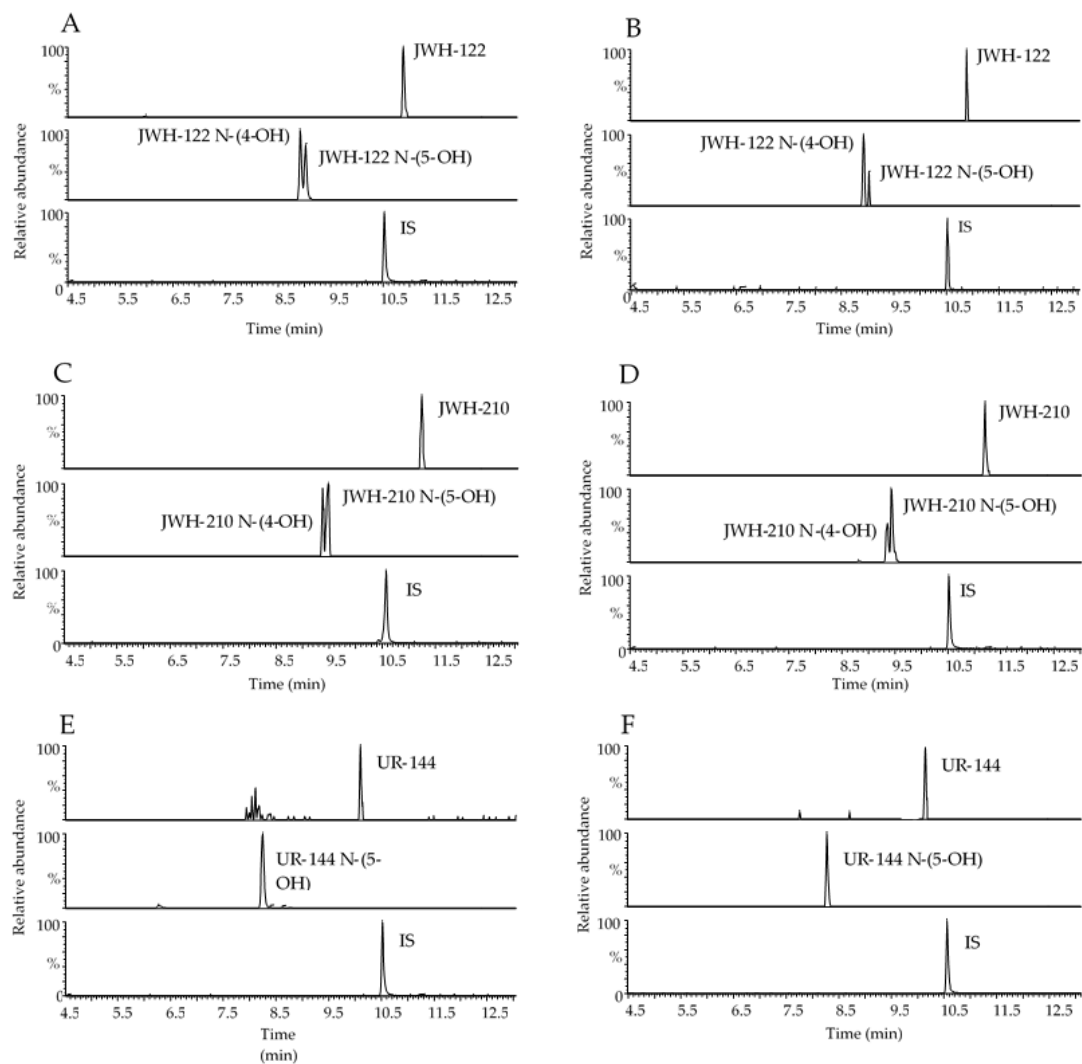 A
Relative abundance
100
%
JWH-122
100
%
JWH-122 N-(4-OH)
JWH-122 N-(5-OH)
100
%
0
IS
4.5 5.5 6.5 7.5 8.5 9.5 10.5 11.5 12.5
Time (min)
B
Relative abundance
100
%
JWH-122
100
%
JWH-122 N-(4-OH)
JWH-122 N-(5-OH)
100
%
0
IS
4.5 5.5 6.5 7.5 8.5 9.5 10.5 11.5 12.5
Time (min)
C
Relative abundance
100
%
JWH-210
100
%
JWH-210 N-(5-OH)
JWH-210 N-(4-OH)
100
%
0
IS
4.5 5.5 6.5 7.5 8.5 9.5 10.5 11.5 12.5
Time (min)
D
Relative abundance
100
%
JWH-210
100
%
JWH-210 N-(5-OH)
JWH-210 N-(4-OH)
100
%
0
IS
4.5 5.5 6.5 7.5 8.5 9.5 10.5 11.5 12.5
Time (min)
E
Relative abundance
100
%
UR-144
100
%
UR-144 N-(5-
OH)
100
%
0
IS
4.5 5.5 6.5 7.5 8.5 9.5 10.5 11.5 12.5
Time
(min)
F
Relative abundance
100
%
UR-144
100
%
UR-144 N-(5-OH)
100
%
0
IS
4.5 5.5 6.5 7.5 8.5 9.5 10.5 11.5 12.5
Time (min)